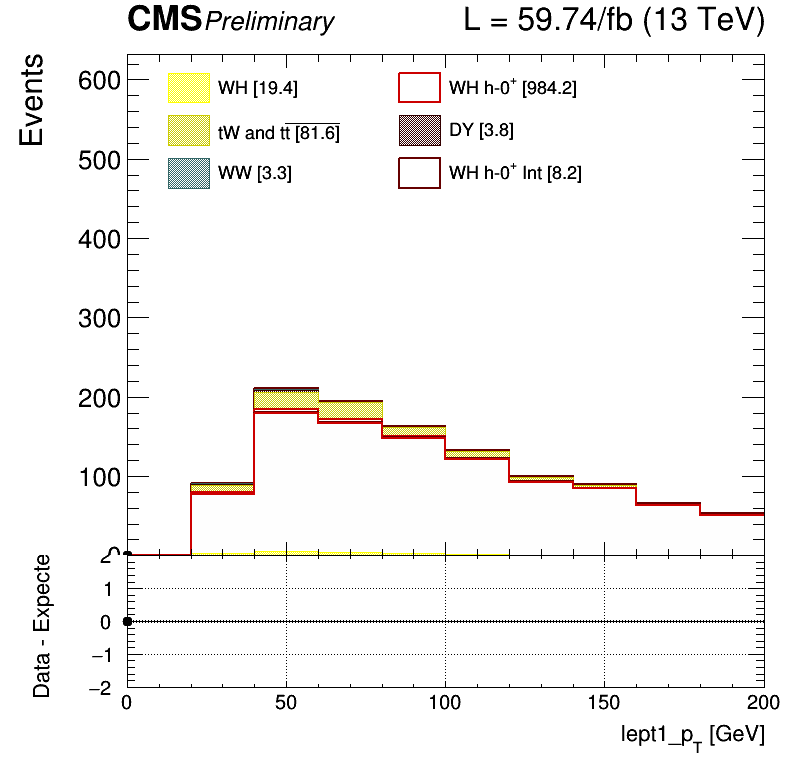 CMS Preliminary L = 59.74/fb (13 TeV)
Events
600
500
400
300
200
100
0
WH [19.4]
WH h-0+ [984.2]
tW and tt [81.6]
DY [3.8]
WW [3.3]
WH h-0+ Int [8.2]
Data - Expecte
2
1
0
−1
−2
0 50 100 150 200
lept1_pT [GeV]